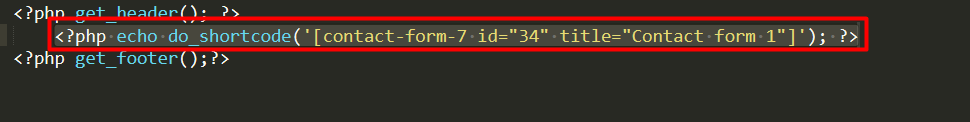 <?php get_header(); ?>
<?php echo do_shortcode('[contact-form-7 id="34" title="Contact form 1"]'); ?>
<?php get_footer();?>